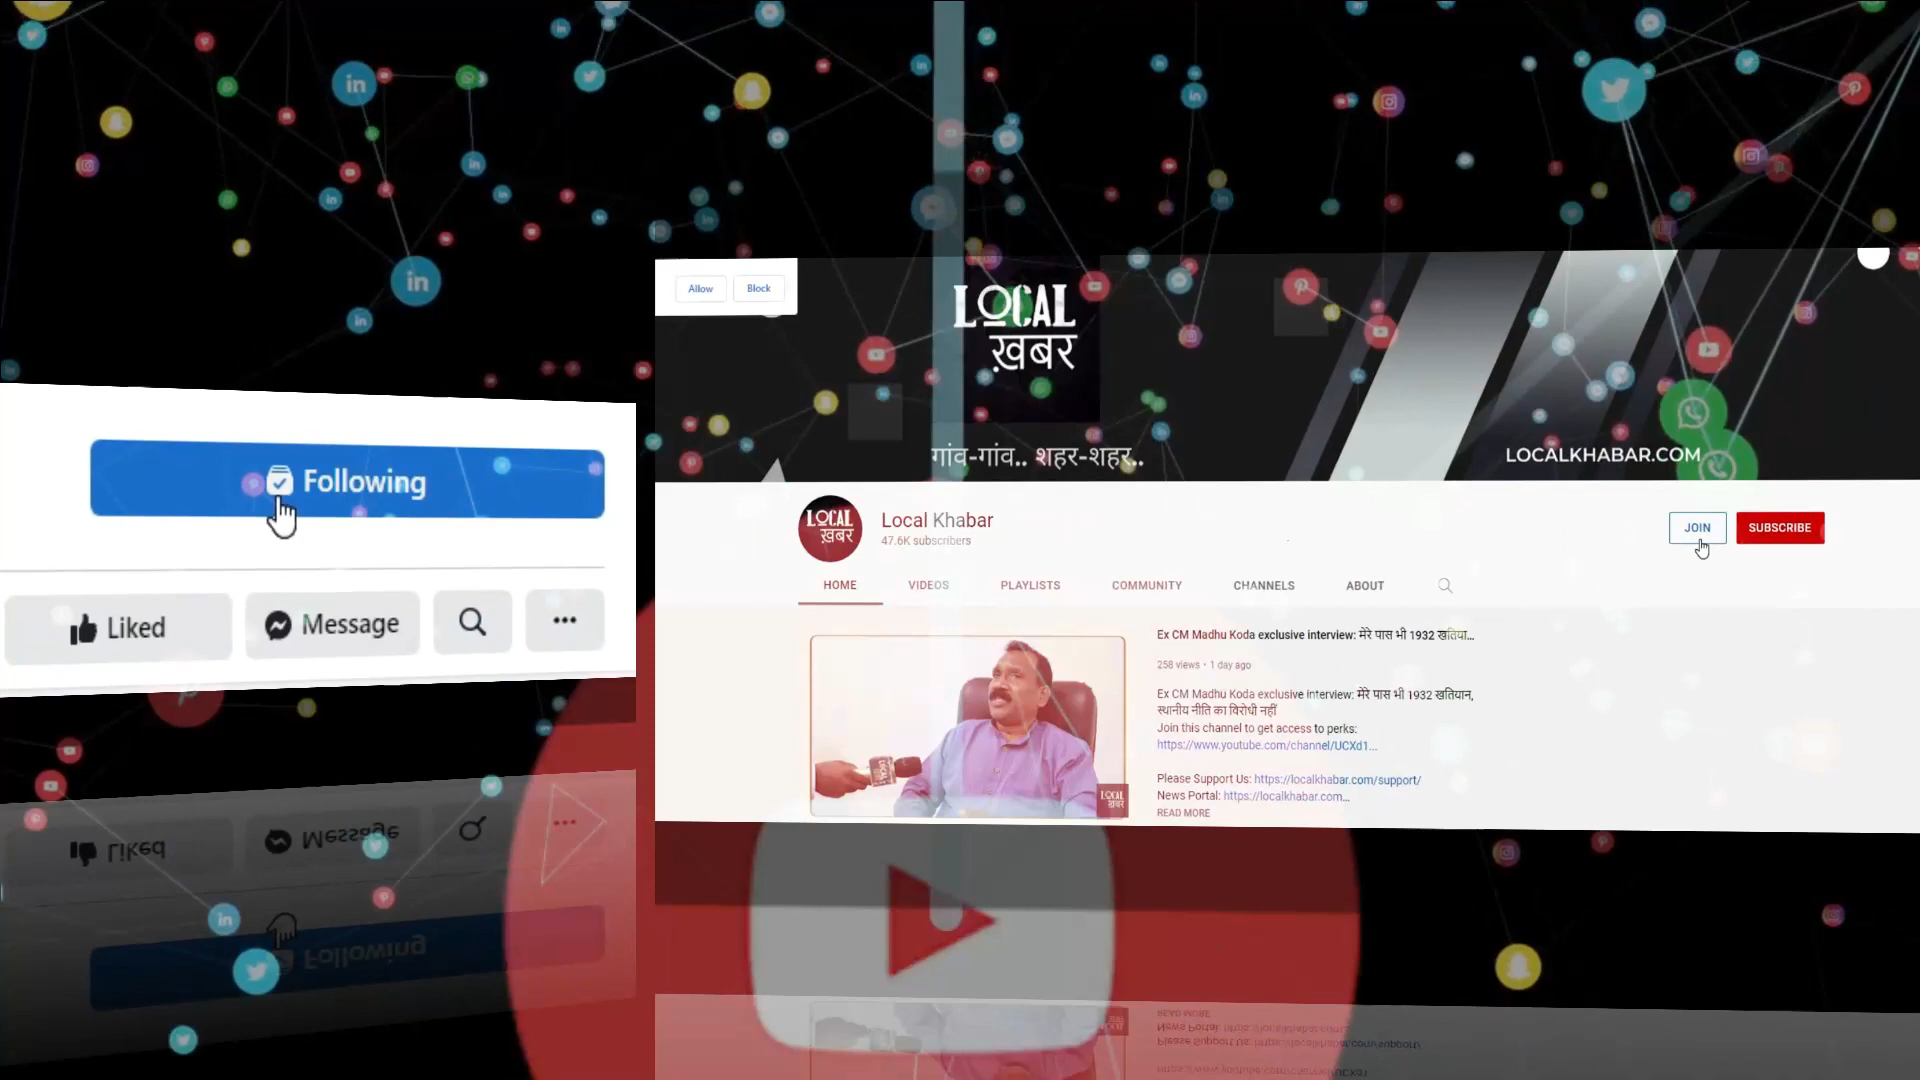 Following
Liked
Message
Allow
Block
LOCAL
ख़बर
गांव-गांव.. शहर-शहर..
LOCALKHABAR.COM
LOCAL
ख़बर
Local Khabar
47.6K subscribers
JOIN
SUBSCRIBE
HOME
VIDEOS
PLAYLISTS
COMMUNITY
CHANNELS
ABOUT
Ex CM Madhu Koda exclusive interview: मेरे पास भी 1932 खतिया...
258 views • 1 day ago
Ex CM Madhu Koda exclusive interview: मेरे पास भी 1932 खतियान,
स्थानीय नीति का विरोधी नहीं
Join this channel to get access to perks:
https://www.youtube.com/channel/UCXd1...
Please Support Us: https://localkhabar.com/support/
News Portal: https://localkhabar.com...
READ MORE
LOCAL
LOCAL
ख़बर